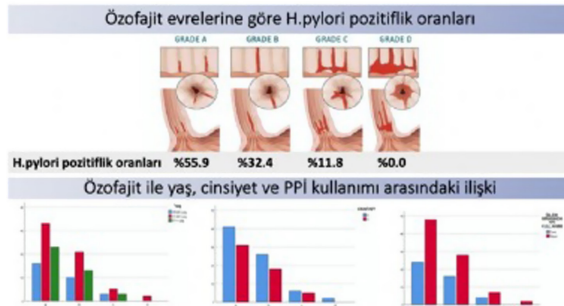 Özofajit evrelerine göre H.pylori pozitiflik oranları
GRADE A GRADE B GRADE C GRADE D
H.pylori pozitiflik oranları %55.9 %32.4 %11.8 %0.0
Özofajit ile yaş, cinsiyet ve PPİ kullanımı arasındaki ilişki